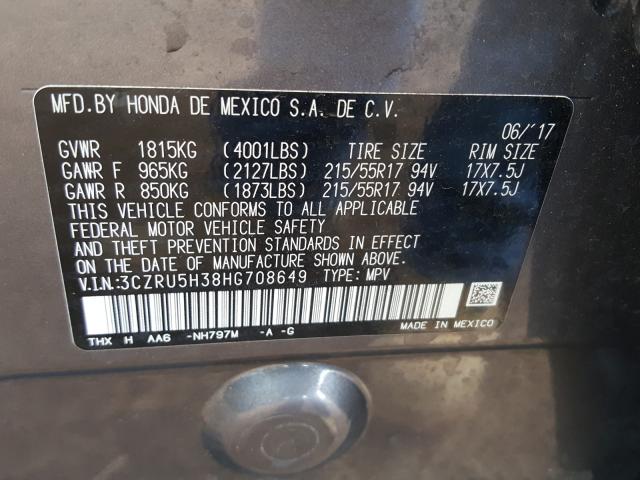 MFD.BY HONDA DE MEXICO S.A. DE C.V.
06/'17
GVWR 1815KG (4001LBS) TIRE SIZE RIM SIZE
GAWR F 965KG (2127LBS) 215/55R17 94V 17X7.5J
GAWR R 850KG (1873LBS) 215/55R17 94V 17X7.5J
THIS VEHICLE CONFORMS TO ALL APPLICABLE
FEDERAL MOTOR VEHICLE SAFETY
AND THEFT PREVENTION STANDARDS IN EFFECT
ON THE DATE OF MANUFACTURE SHOWN ABOVE.
V.I.N:3CZRU5H38HG708649 TYPE: MPV
THX H AA6 -NH797M -A -G
MADE IN MEXICO